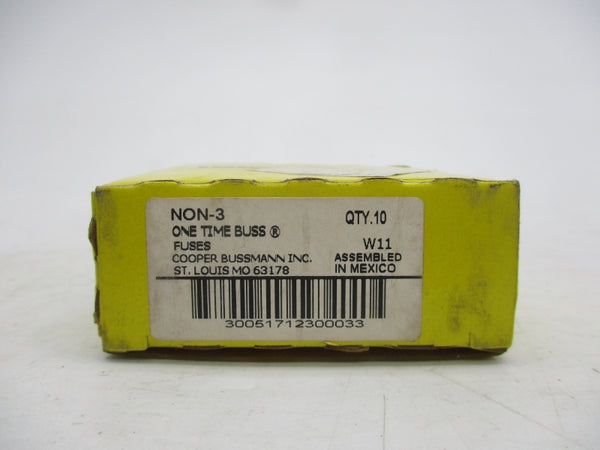 NON-3 QTY.10
ONE TIME BUSS ®
FUSES W11
COOPER BUSSMANN INC. ASSEMBLED
ST. LOUIS MO 63178 IN MEXICO
30051712300033